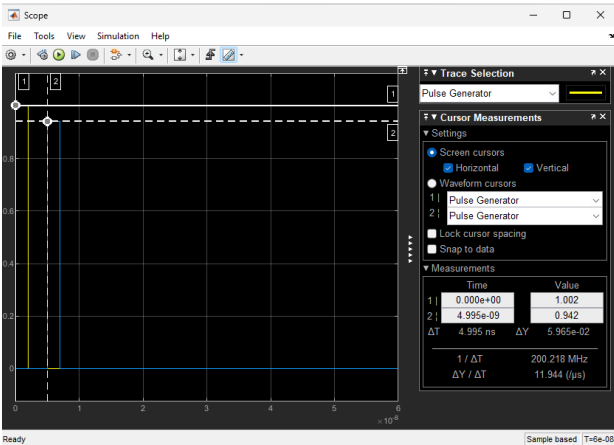 Scope
File Tools View Simulation Help
1 2
1
2
0.8
0.6
0.4
0.2
0
0 1 2 3 4 5 6
×10⁻⁸
Trace Selection
Pulse Generator
Cursor Measurements
Settings
Screen cursors
Horizontal Vertical
Waveform cursors
1 | Pulse Generator
2 ¦ Pulse Generator
Lock cursor spacing
Snap to data
Measurements
Time Value
1 | 0.000e+00 1.002
2 ¦ 4.995e-09 0.942
ΔT 4.995 ns ΔY 5.965e-02
1 / ΔT 200.218 MHz
ΔY / ΔT 11.944 (/µs)
Ready Sample based T=6e-08